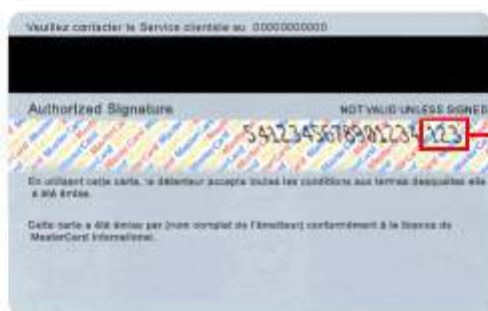 Veuillez contacter le Service clientèle au 00000000000
Authorized Signature NOT VALID UNLESS SIGNED
5412345678901234 123
En utilisant cette carte, le détenteur accepte toutes les conditions aux termes desquelles elle
a été émise.
Cette carte a été émise par (nom complet de l'émetteur) conformément à la licence de
MasterCard International.